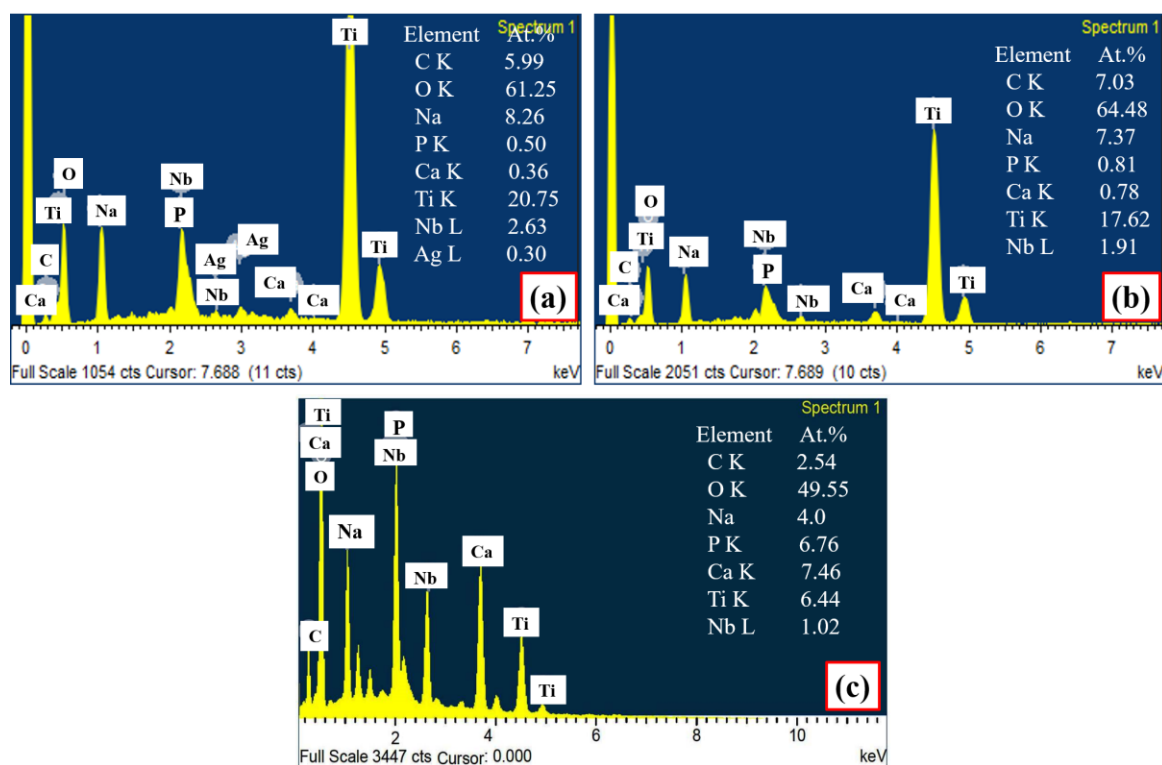 Spectrum 1
Element At.%
C K 5.99
O K 61.25
Na 8.26
P K 0.50
Ca K 0.36
Ti K 20.75
Nb L 2.63
Ag L 0.30
Ti
O
Nb
Ti
Na
P
C
Ag
Ag
Ti
Ca
Nb
Ca
Ca
(a)
0 1 2 3 4 5 6 7
Full Scale 1054 cts Cursor: 7.688 (11 cts) keV
Spectrum 1
Element At.%
C K 7.03
O K 64.48
Na 7.37
P K 0.81
Ca K 0.78
Ti K 17.62
Nb L 1.91
Ti
O
Ti
Nb
Na
C
P
Ca
Nb
Ca
Ca
Ti
(b)
0 1 2 3 4 5 6 7
Full Scale 2051 cts Cursor: 7.689 (10 cts) keV
Spectrum 1
Element At.%
C K 2.54
O K 49.55
Na 4.0
P K 6.76
Ca K 7.46
Ti K 6.44
Nb L 1.02
Ti
P
Ca
Nb
O
Na
Ca
Nb
C
Ti
Ti
(c)
2 4 6 8 10
Full Scale 3447 cts Cursor: 0.000 keV